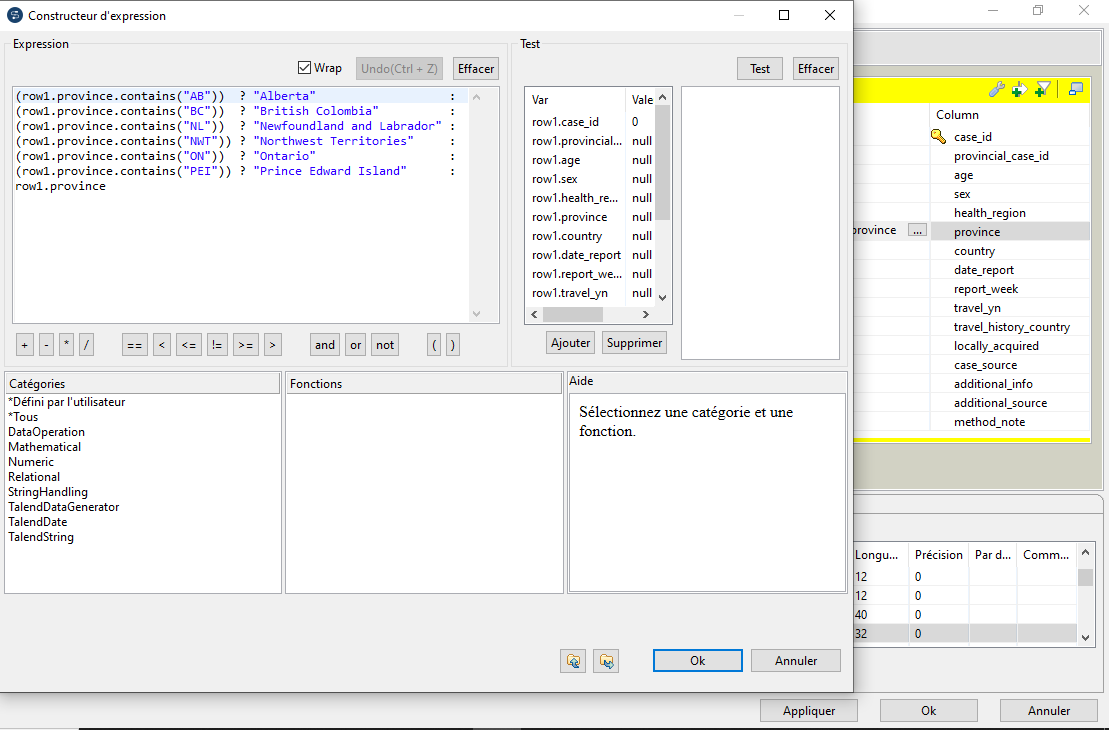 Constructeur d'expression
Expression
Wrap
Undo(Ctrl + Z)
Effacer
(row1.province.contains("AB")) ? "Alberta" :
(row1.province.contains("BC")) ? "British Colombia" :
(row1.province.contains("NL")) ? "Newfoundland and Labrador" :
(row1.province.contains("NWT")) ? "Northwest Territories" :
(row1.province.contains("ON")) ? "Ontario" :
(row1.province.contains("PEI")) ? "Prince Edward Island" :
row1.province
+ - * / == < <= != >= > and or not ( )
Test
Test Effacer
Var Vale
row1.case_id 0
row1.provincial... null
row1.age null
row1.sex null
row1.health_re... null
row1.province null
row1.country null
row1.date_report null
row1.report_we... null
row1.travel_yn null
Ajouter Supprimer
Catégories
*Défini par l'utilisateur
*Tous
DataOperation
Mathematical
Numeric
Relational
StringHandling
TalendDataGenerator
TalendDate
TalendString
Fonctions
Aide
Sélectionnez une catégorie et une
fonction.
Ok Annuler
province ...
Column
case_id
provincial_case_id
age
sex
health_region
province
country
date_report
report_week
travel_yn
travel_history_country
locally_acquired
case_source
additional_info
additional_source
method_note
Longu... Précision Par d... Comm...
12 0
12 0
40 0
32 0
Appliquer Ok Annuler